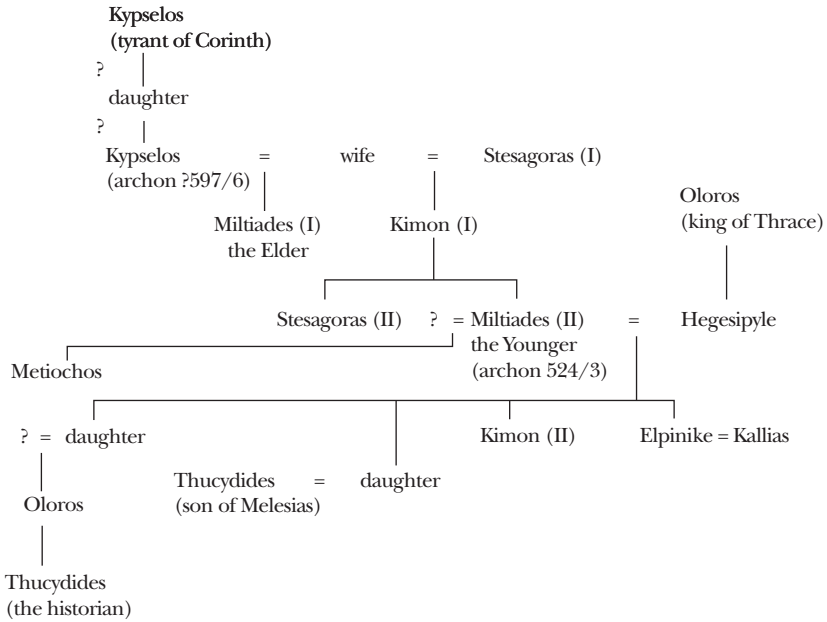 Kypselos
(tyrant of Corinth)
?
daughter
?
Kypselos = wife = Stesagoras (I)
(archon ?597/6)
Oloros
(king of Thrace)
Miltiades (I) Kimon (I)
the Elder
Stesagoras (II) ? = Miltiades (II) = Hegesipyle
the Younger
(archon 524/3)
Metiochos
? = daughter Kimon (II) Elpinike = Kallias
Thucydides = daughter
(son of Melesias)
Oloros
Thucydides
(the historian)